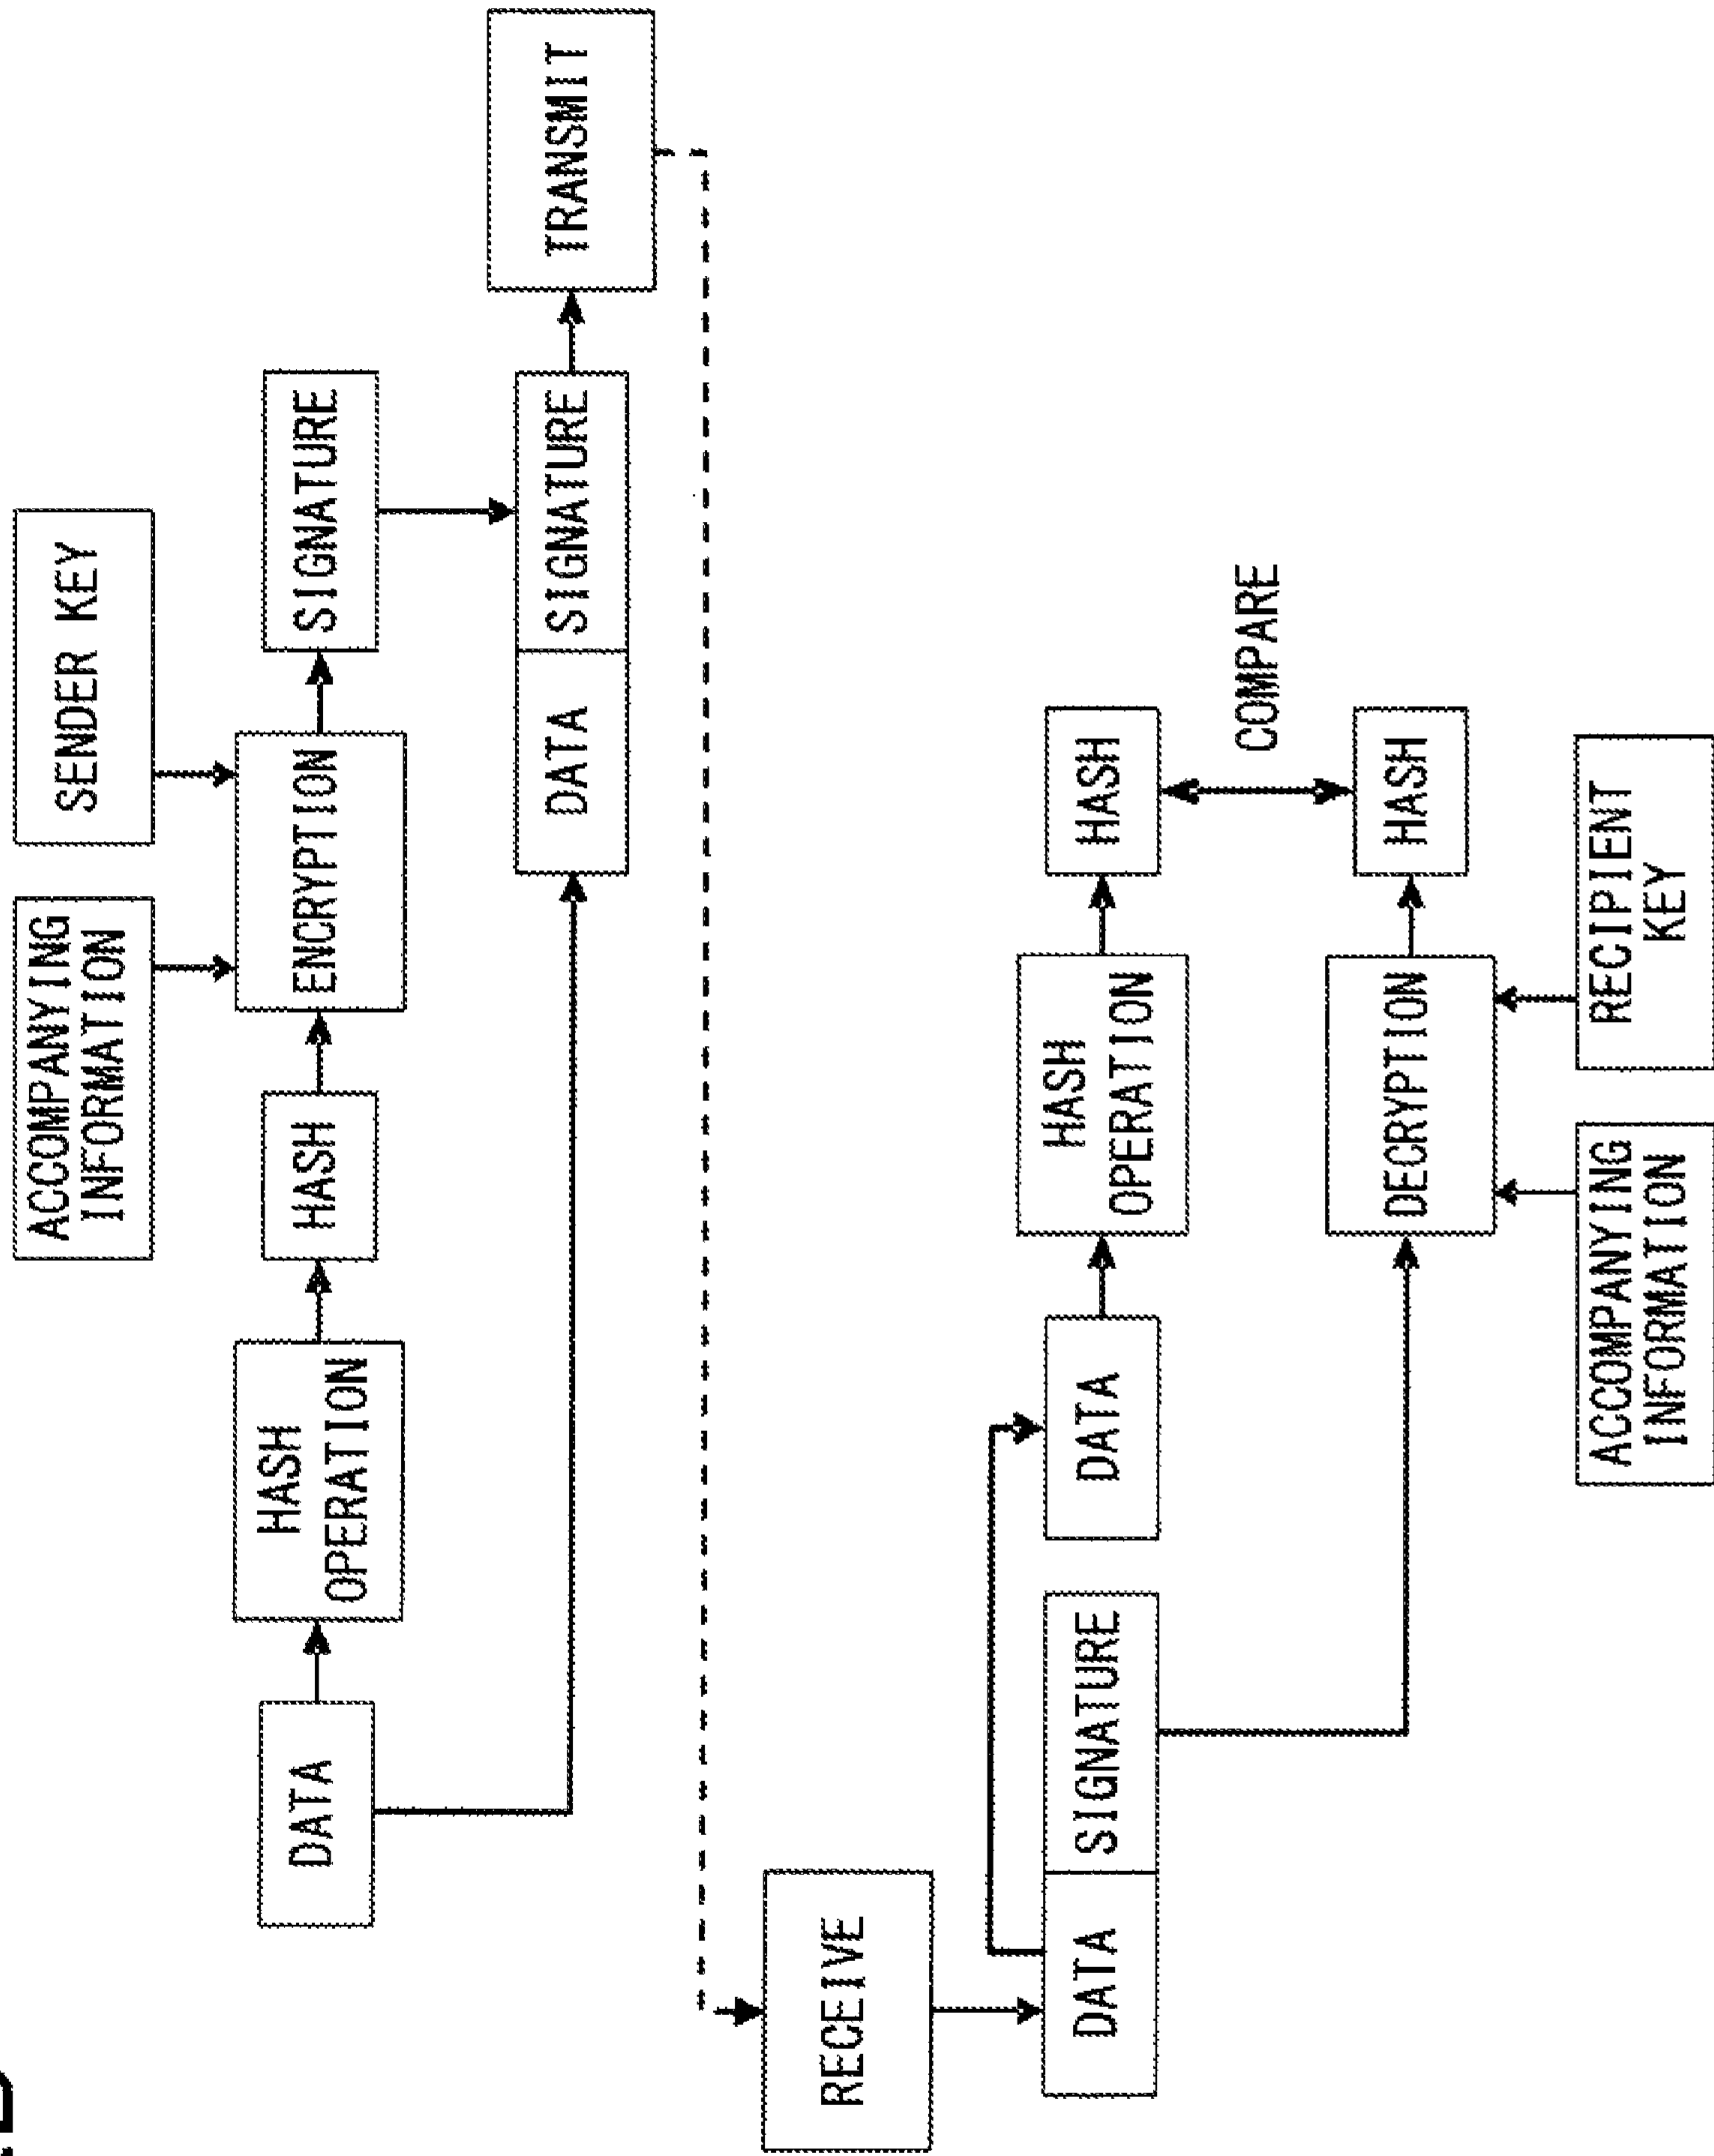 ACCOMPANYING
INFORMATION
SENDER KEY
DATA
HASH
OPERATION
HASH
ENCRYPTION
SIGNATURE
DATA
SIGNATURE
TRANSMIT
RECEIVE
DATA
SIGNATURE
DATA
HASH
OPERATION
HASH
COMPARE
DECRYPTION
HASH
ACCOMPANYING
INFORMATION
RECIPIENT
KEY